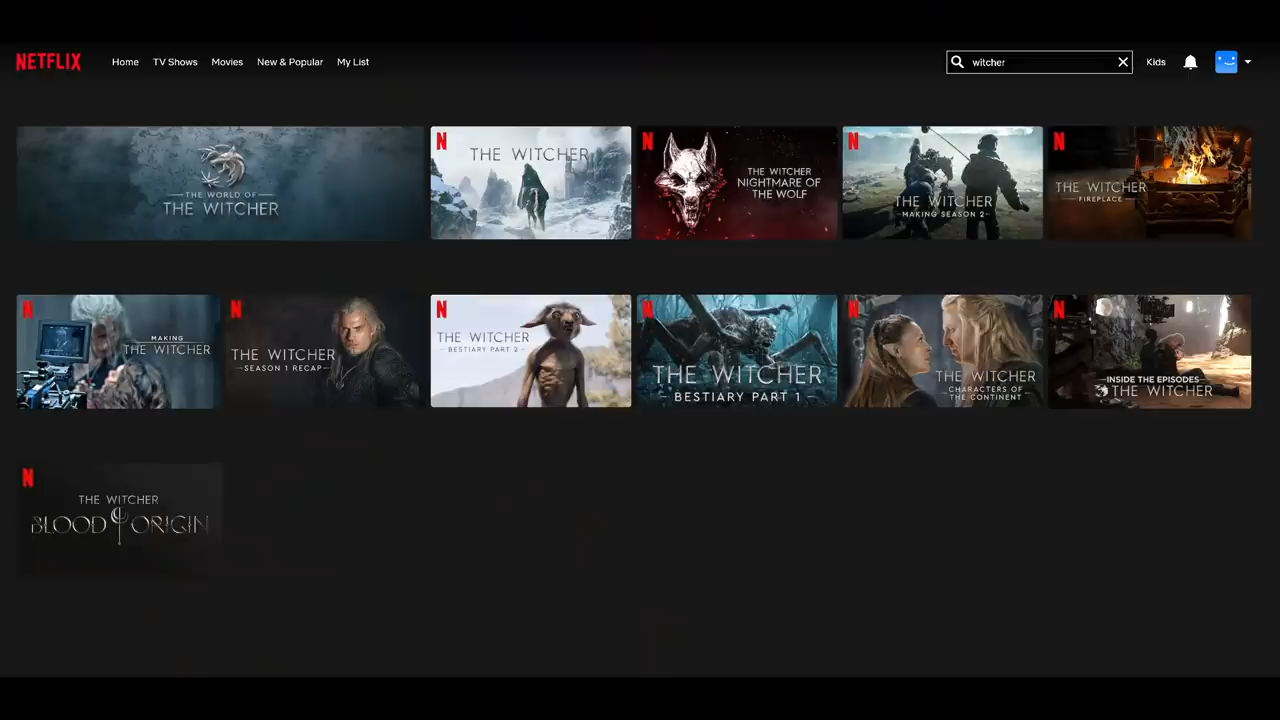 NETFLIX
Home
TV Shows
Movies
New & Popular
My List
witcher
Kids
THE WORLD OF
THE WITCHER
N
THE WITCHER
N
THE WITCHER
NIGHTMARE OF
THE WOLF
N
THE WITCHER
MAKING SEASON 2
N
THE WITCHER
FIREPLACE
N
MAKING
THE WITCHER
N
THE WITCHER
SEASON 1 RECAP
N
THE WITCHER
BESTIARY PART 2
N
THE WITCHER
BESTIARY PART 1
N
THE WITCHER
CHARACTERS OF
THE CONTINENT
N
INSIDE THE EPISODES
THE WITCHER
N
THE WITCHER
BLOOD ORIGIN